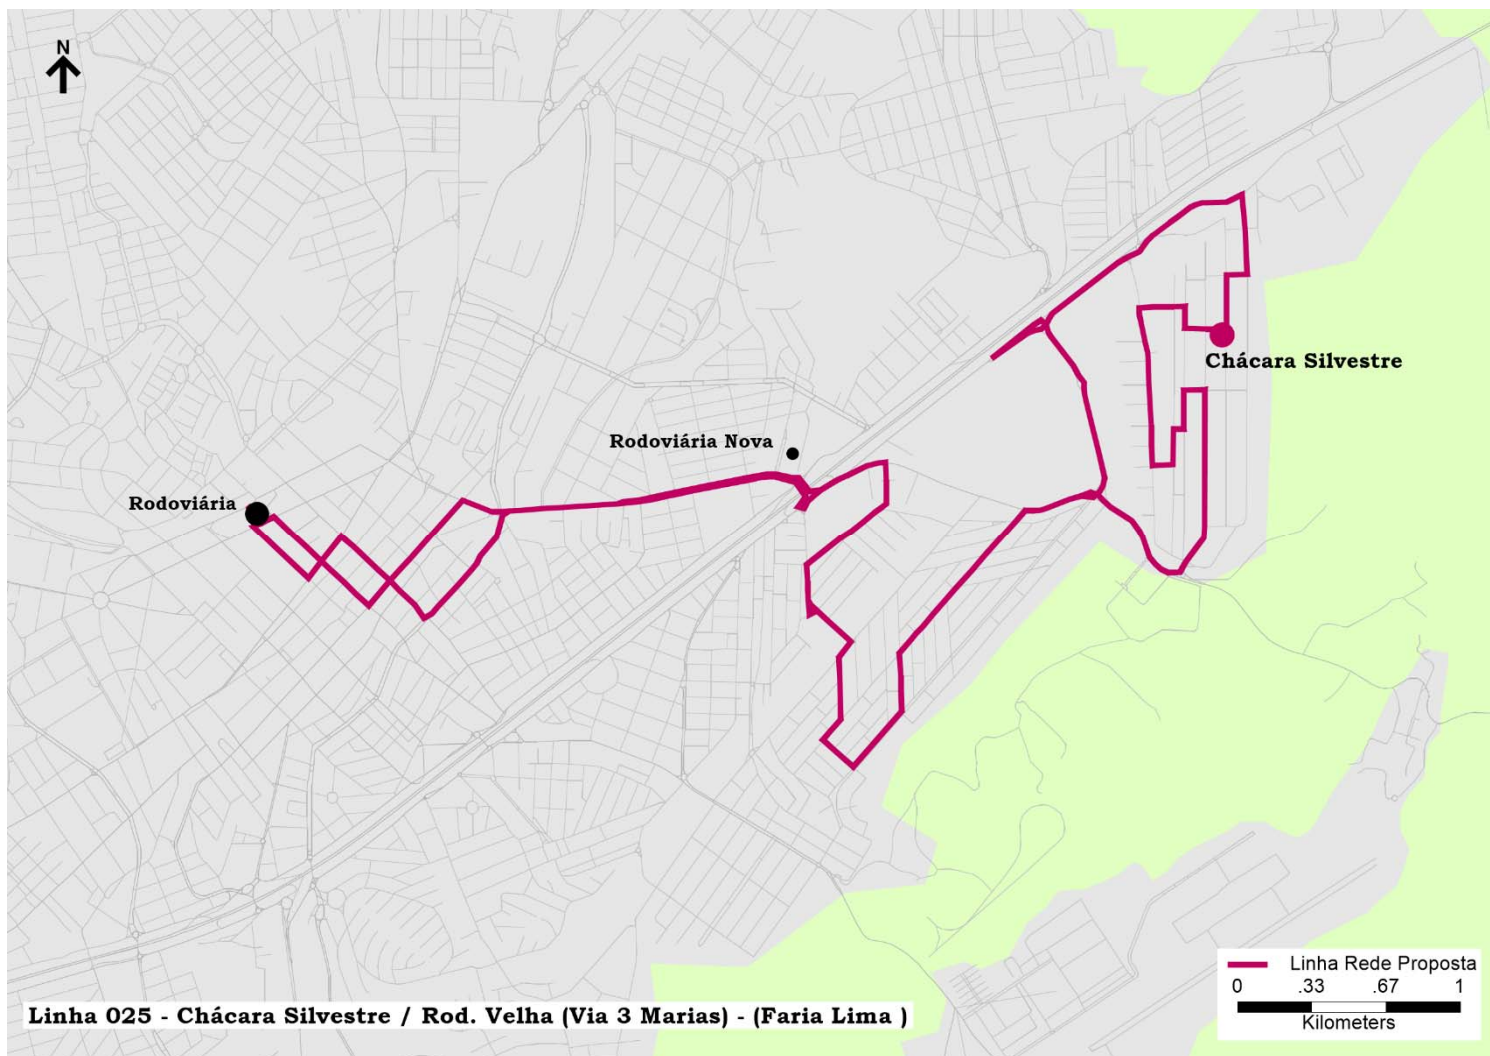 N
Chácara Silvestre
Rodoviária Nova
Rodoviária
Linha Rede Proposta
0 .33 .67 1
Kilometers
Linha 025 - Chácara Silvestre / Rod. Velha (Via 3 Marias) - (Faria Lima )